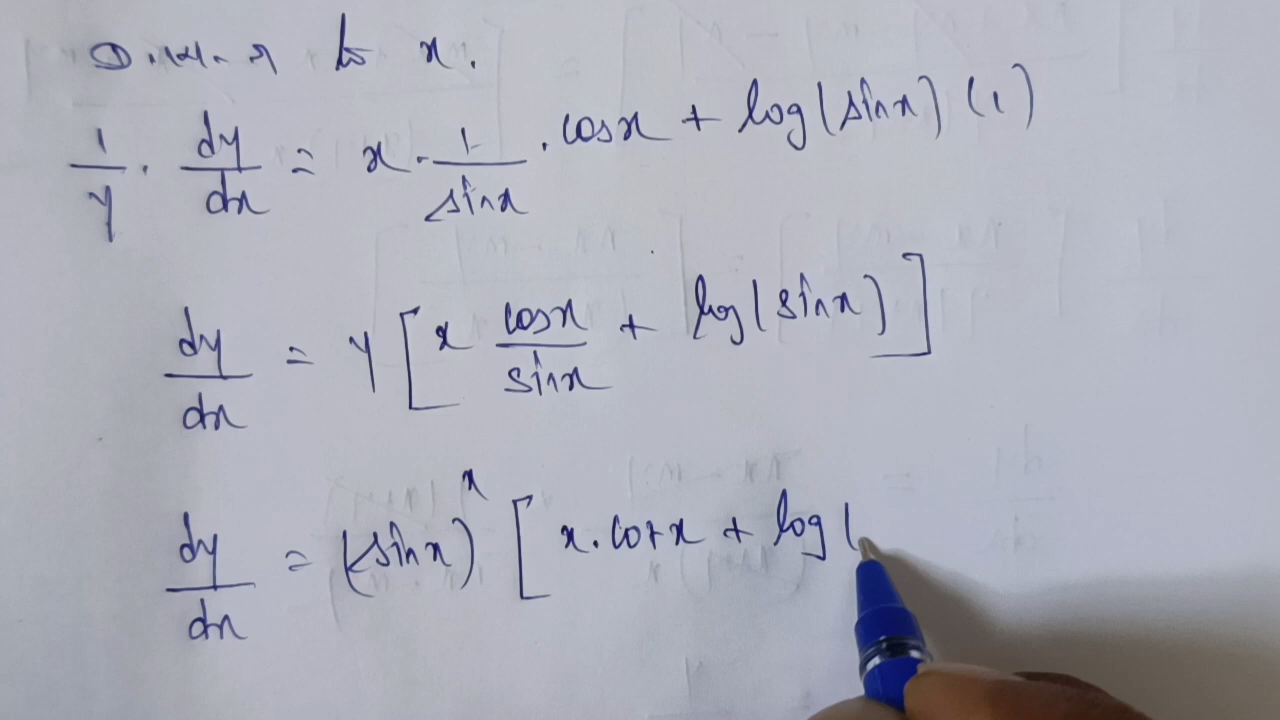 D.w.r. to x.
1/y . dy/dx = x . 1/sinx . cosx + log(sinx) (1)
dy/dx = y [ x cosx/sinx + log(sinx) ]
dy/dx = (sinx)^x [ x. cotx + log (